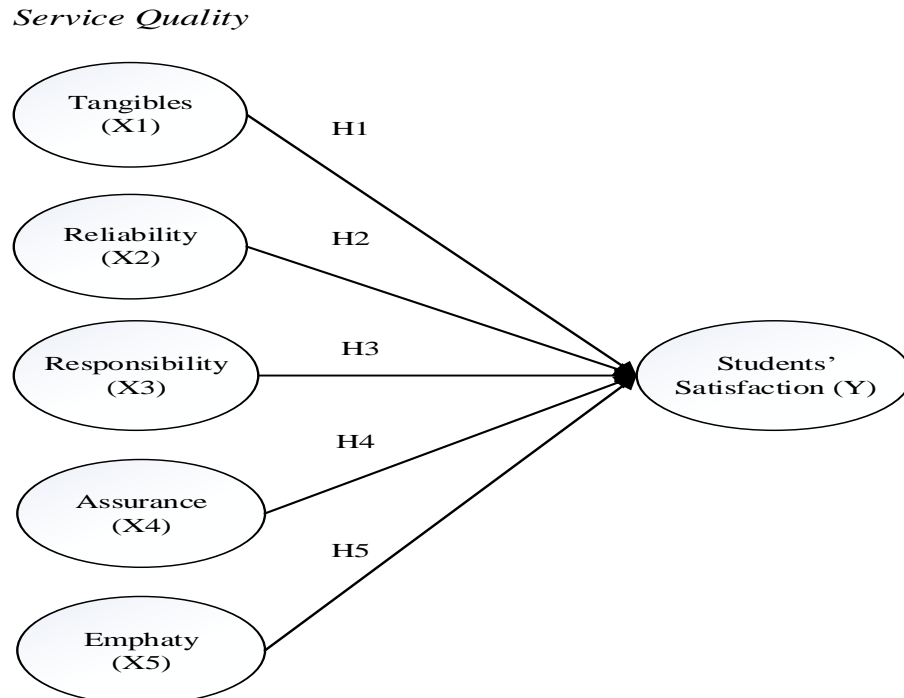 Service Quality
Tangibles
(X1)
H1
Reliability
(X2)
H2
Responsibility
(X3)
H3
Students’
Satisfaction (Y)
Assurance
(X4)
H4
Emphaty
(X5)
H5